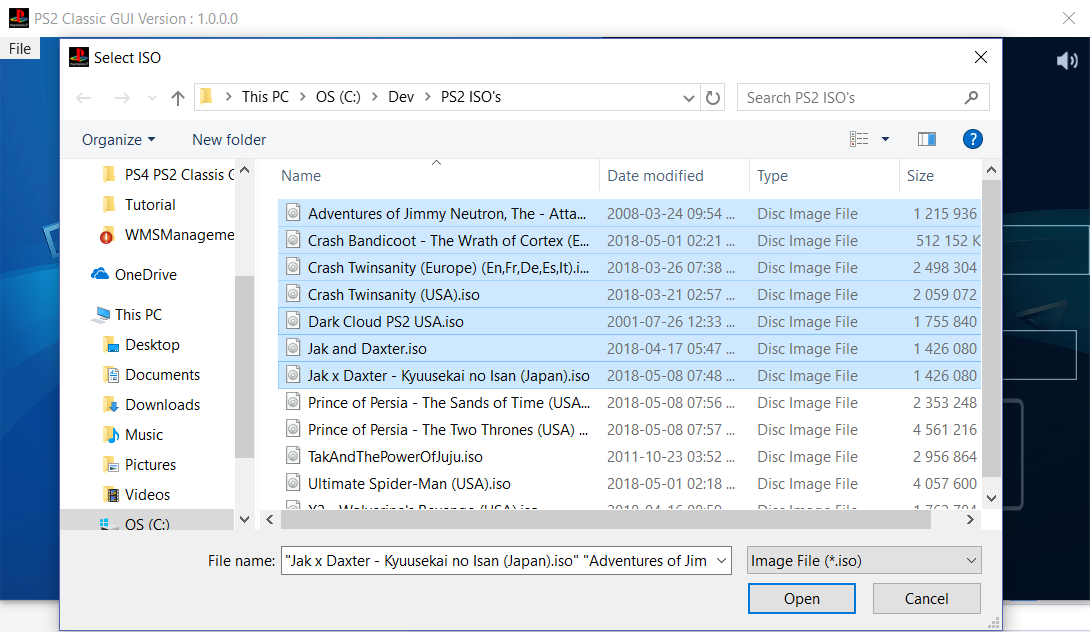 PS2 Classic GUI Version : 1.0.0.0
File
Select ISO
This PC > OS (C:) > Dev > PS2 ISO's
Search PS2 ISO's
Organize New folder
Name Date modified Type Size
PS4 PS2 Classis G
Tutorial
WMSManageme
OneDrive
This PC
Desktop
Documents
Downloads
Music
Pictures
Videos
OS (C:)
Adventures of Jimmy Neutron, The - Atta... 2008-03-24 09:54 ... Disc Image File 1 215 936
Crash Bandicoot - The Wrath of Cortex (E... 2018-05-01 02:21 ... Disc Image File 512 152 K
Crash Twinsanity (Europe) (En,Fr,De,Es,It).i... 2018-03-26 07:38 ... Disc Image File 2 498 304
Crash Twinsanity (USA).iso 2018-03-21 02:57 ... Disc Image File 2 059 072
Dark Cloud PS2 USA.iso 2001-07-26 12:33 ... Disc Image File 1 755 840
Jak and Daxter.iso 2018-04-17 05:47 ... Disc Image File 1 426 080
Jak x Daxter - Kyuusekai no Isan (Japan).iso 2018-05-08 07:48 ... Disc Image File 1 426 080
Prince of Persia - The Sands of Time (USA... 2018-05-08 07:56 ... Disc Image File 2 353 248
Prince of Persia - The Two Thrones (USA) ... 2018-05-08 07:57 ... Disc Image File 4 561 216
TakAndThePowerOfJuju.iso 2011-10-23 03:52 ... Disc Image File 2 956 864
Ultimate Spider-Man (USA).iso 2018-05-01 02:18 ... Disc Image File 4 057 600
File name: "Jak x Daxter - Kyuusekai no Isan (Japan).iso" "Adventures of Jim Image File (*.iso)
Open Cancel